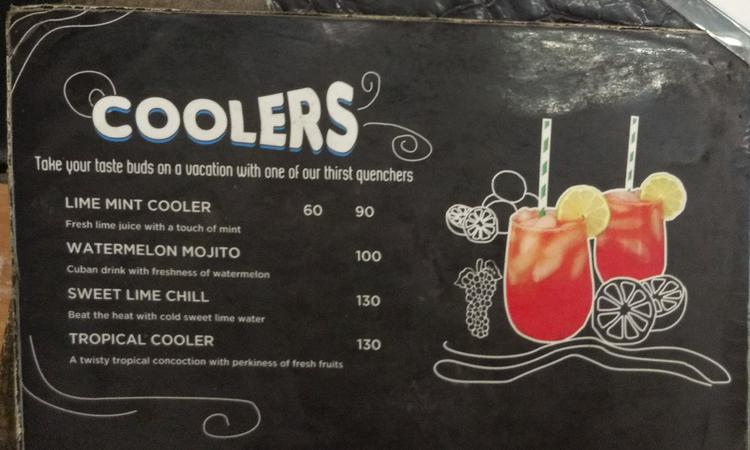 COOLERS
Take your taste buds on a vacation with one of our thirst quenchers
LIME MINT COOLER 60 90
Fresh lime juice with a touch of mint
WATERMELON MOJITO 100
Cuban drink with freshness of watermelon
SWEET LIME CHILL 130
Beat the heat with cold sweet lime water
TROPICAL COOLER 130
A twisty tropical concoction with perkiness of fresh fruits